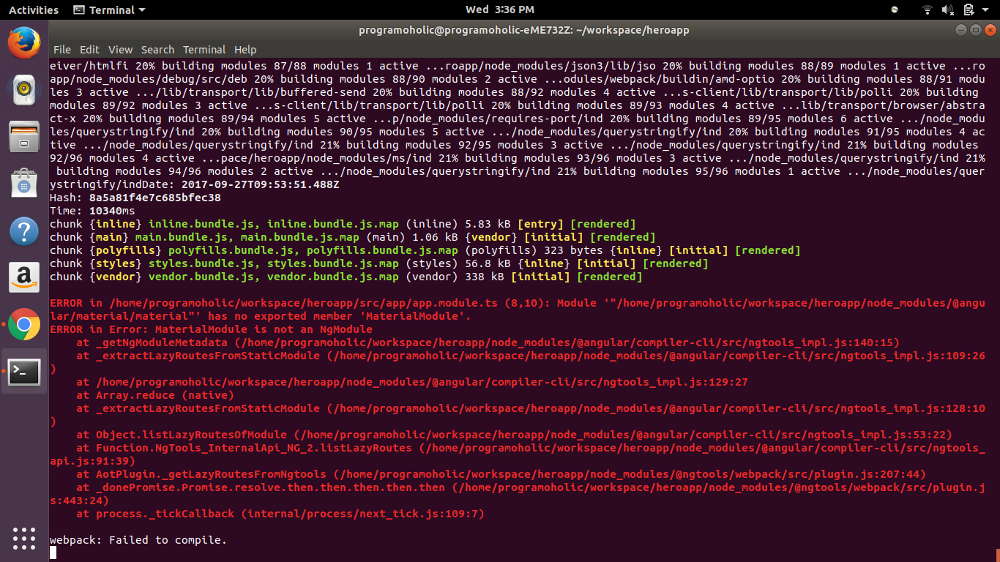 Activities Terminal Wed 3:36 PM
programoholic@programoholic-eME732Z: ~/workspace/heroapp
File Edit View Search Terminal Help
eiver/htmlfi 20% building modules 87/88 modules 1 active ...roapp/node_modules/json3/lib/jso 20% building modules 88/89 modules 1 active ...ro
app/node_modules/debug/src/deb 20% building modules 88/90 modules 2 active ...odules/webpack/buildin/amd-optio 20% building modules 88/91 modu
les 3 active .../lib/transport/lib/buffered-send 20% building modules 88/92 modules 4 active ...s-client/lib/transport/lib/polli 20% building
modules 89/92 modules 3 active ...s-client/lib/transport/lib/polli 20% building modules 89/93 modules 4 active ...lib/transport/browser/abstra
ct-x 20% building modules 89/94 modules 5 active ...p/node_modules/requires-port/ind 20% building modules 89/95 modules 6 active .../node_modu
les/querystringify/ind 20% building modules 90/95 modules 5 active .../node_modules/querystringify/ind 20% building modules 91/95 modules 4 ac
tive .../node_modules/querystringify/ind 21% building modules 92/95 modules 3 active .../node_modules/querystringify/ind 21% building modules
92/96 modules 4 active ...pace/heroapp/node_modules/ms/ind 21% building modules 93/96 modules 3 active .../node_modules/querystringify/ind 21%
building modules 94/96 modules 2 active .../node_modules/querystringify/ind 21% building modules 95/96 modules 1 active .../node_modules/quer
ystringify/indDate: 2017-09-27T09:53:51.488Z
Hash: 8a5a81f4e7c685bfec38
Time: 10340ms
chunk {inline} inline.bundle.js, inline.bundle.js.map (inline) 5.83 kB [entry] [rendered]
chunk {main} main.bundle.js, main.bundle.js.map (main) 1.06 kB {vendor} [initial] [rendered]
chunk {polyfills} polyfills.bundle.js, polyfills.bundle.js.map (polyfills) 323 bytes {inline} [initial] [rendered]
chunk {styles} styles.bundle.js, styles.bundle.js.map (styles) 56.8 kB {inline} [initial] [rendered]
chunk {vendor} vendor.bundle.js, vendor.bundle.js.map (vendor) 338 kB [initial] [rendered]
ERROR in /home/programoholic/workspace/heroapp/src/app/app.module.ts (8,10): Module '"/home/programoholic/workspace/heroapp/node_modules/@angu
lar/material/material"' has no exported member 'MaterialModule'.
ERROR in Error: MaterialModule is not an NgModule
at _getNgModuleMetadata (/home/programoholic/workspace/heroapp/node_modules/@angular/compiler-cli/src/ngtools_impl.js:140:15)
at _extractLazyRoutesFromStaticModule (/home/programoholic/workspace/heroapp/node_modules/@angular/compiler-cli/src/ngtools_impl.js:109:26
)
at /home/programoholic/workspace/heroapp/node_modules/@angular/compiler-cli/src/ngtools_impl.js:129:27
at Array.reduce (native)
at _extractLazyRoutesFromStaticModule (/home/programoholic/workspace/heroapp/node_modules/@angular/compiler-cli/src/ngtools_impl.js:128:10
)
at Object.listLazyRoutesOfModule (/home/programoholic/workspace/heroapp/node_modules/@angular/compiler-cli/src/ngtools_impl.js:53:22)
at Function.NgTools_InternalApi_NG_2.listLazyRoutes (/home/programoholic/workspace/heroapp/node_modules/@angular/compiler-cli/src/ngtools_
api.js:91:39)
at AotPlugin._getLazyRoutesFromNgtools (/home/programoholic/workspace/heroapp/node_modules/@ngtools/webpack/src/plugin.js:207:44)
at _donePromise.Promise.resolve.then.then.then.then.then (/home/programoholic/workspace/heroapp/node_modules/@ngtools/webpack/src/plugin.j
s:443:24)
at process._tickCallback (internal/process/next_tick.js:109:7)
webpack: Failed to compile.